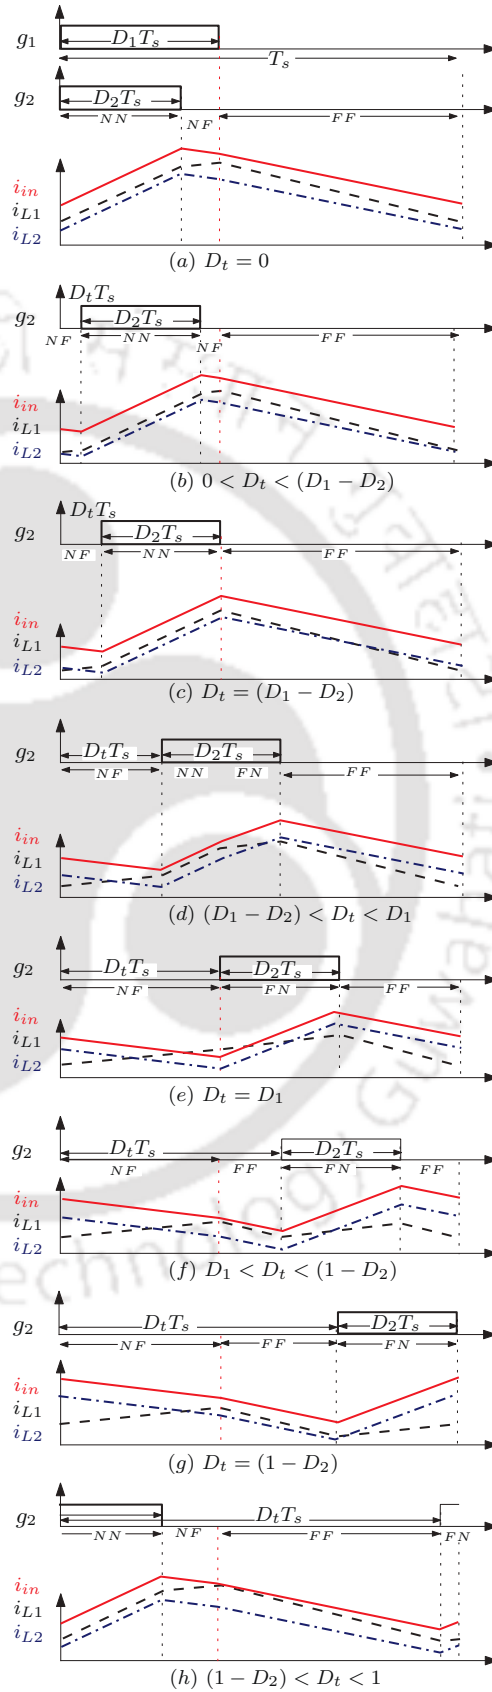 g1 D1Ts
Ts
g2 D2Ts
NN NF FF
iin
iL1
iL2
(a) Dt = 0
DtTs
g2 D2Ts
NF NN NF FF
iin
iL1
iL2
(b) 0 < Dt < (D1 − D2)
DtTs
g2 D2Ts
NF NN FF
iin
iL1
iL2
(c) Dt = (D1 − D2)
g2 DtTs D2Ts
NF NN FN FF
iin
iL1
iL2
(d) (D1 − D2) < Dt < D1
g2 DtTs D2Ts
NF FN FF
iin
iL1
iL2
(e) Dt = D1
g2 DtTs D2Ts
NF FF FN FF
iin
iL1
iL2
(f) D1 < Dt < (1 − D2)
g2 DtTs D2Ts
NF FF FN
iin
iL1
iL2
(g) Dt = (1 − D2)
g2 DtTs
NN NF FF FN
iin
iL1
iL2
(h) (1 − D2) < Dt < 1